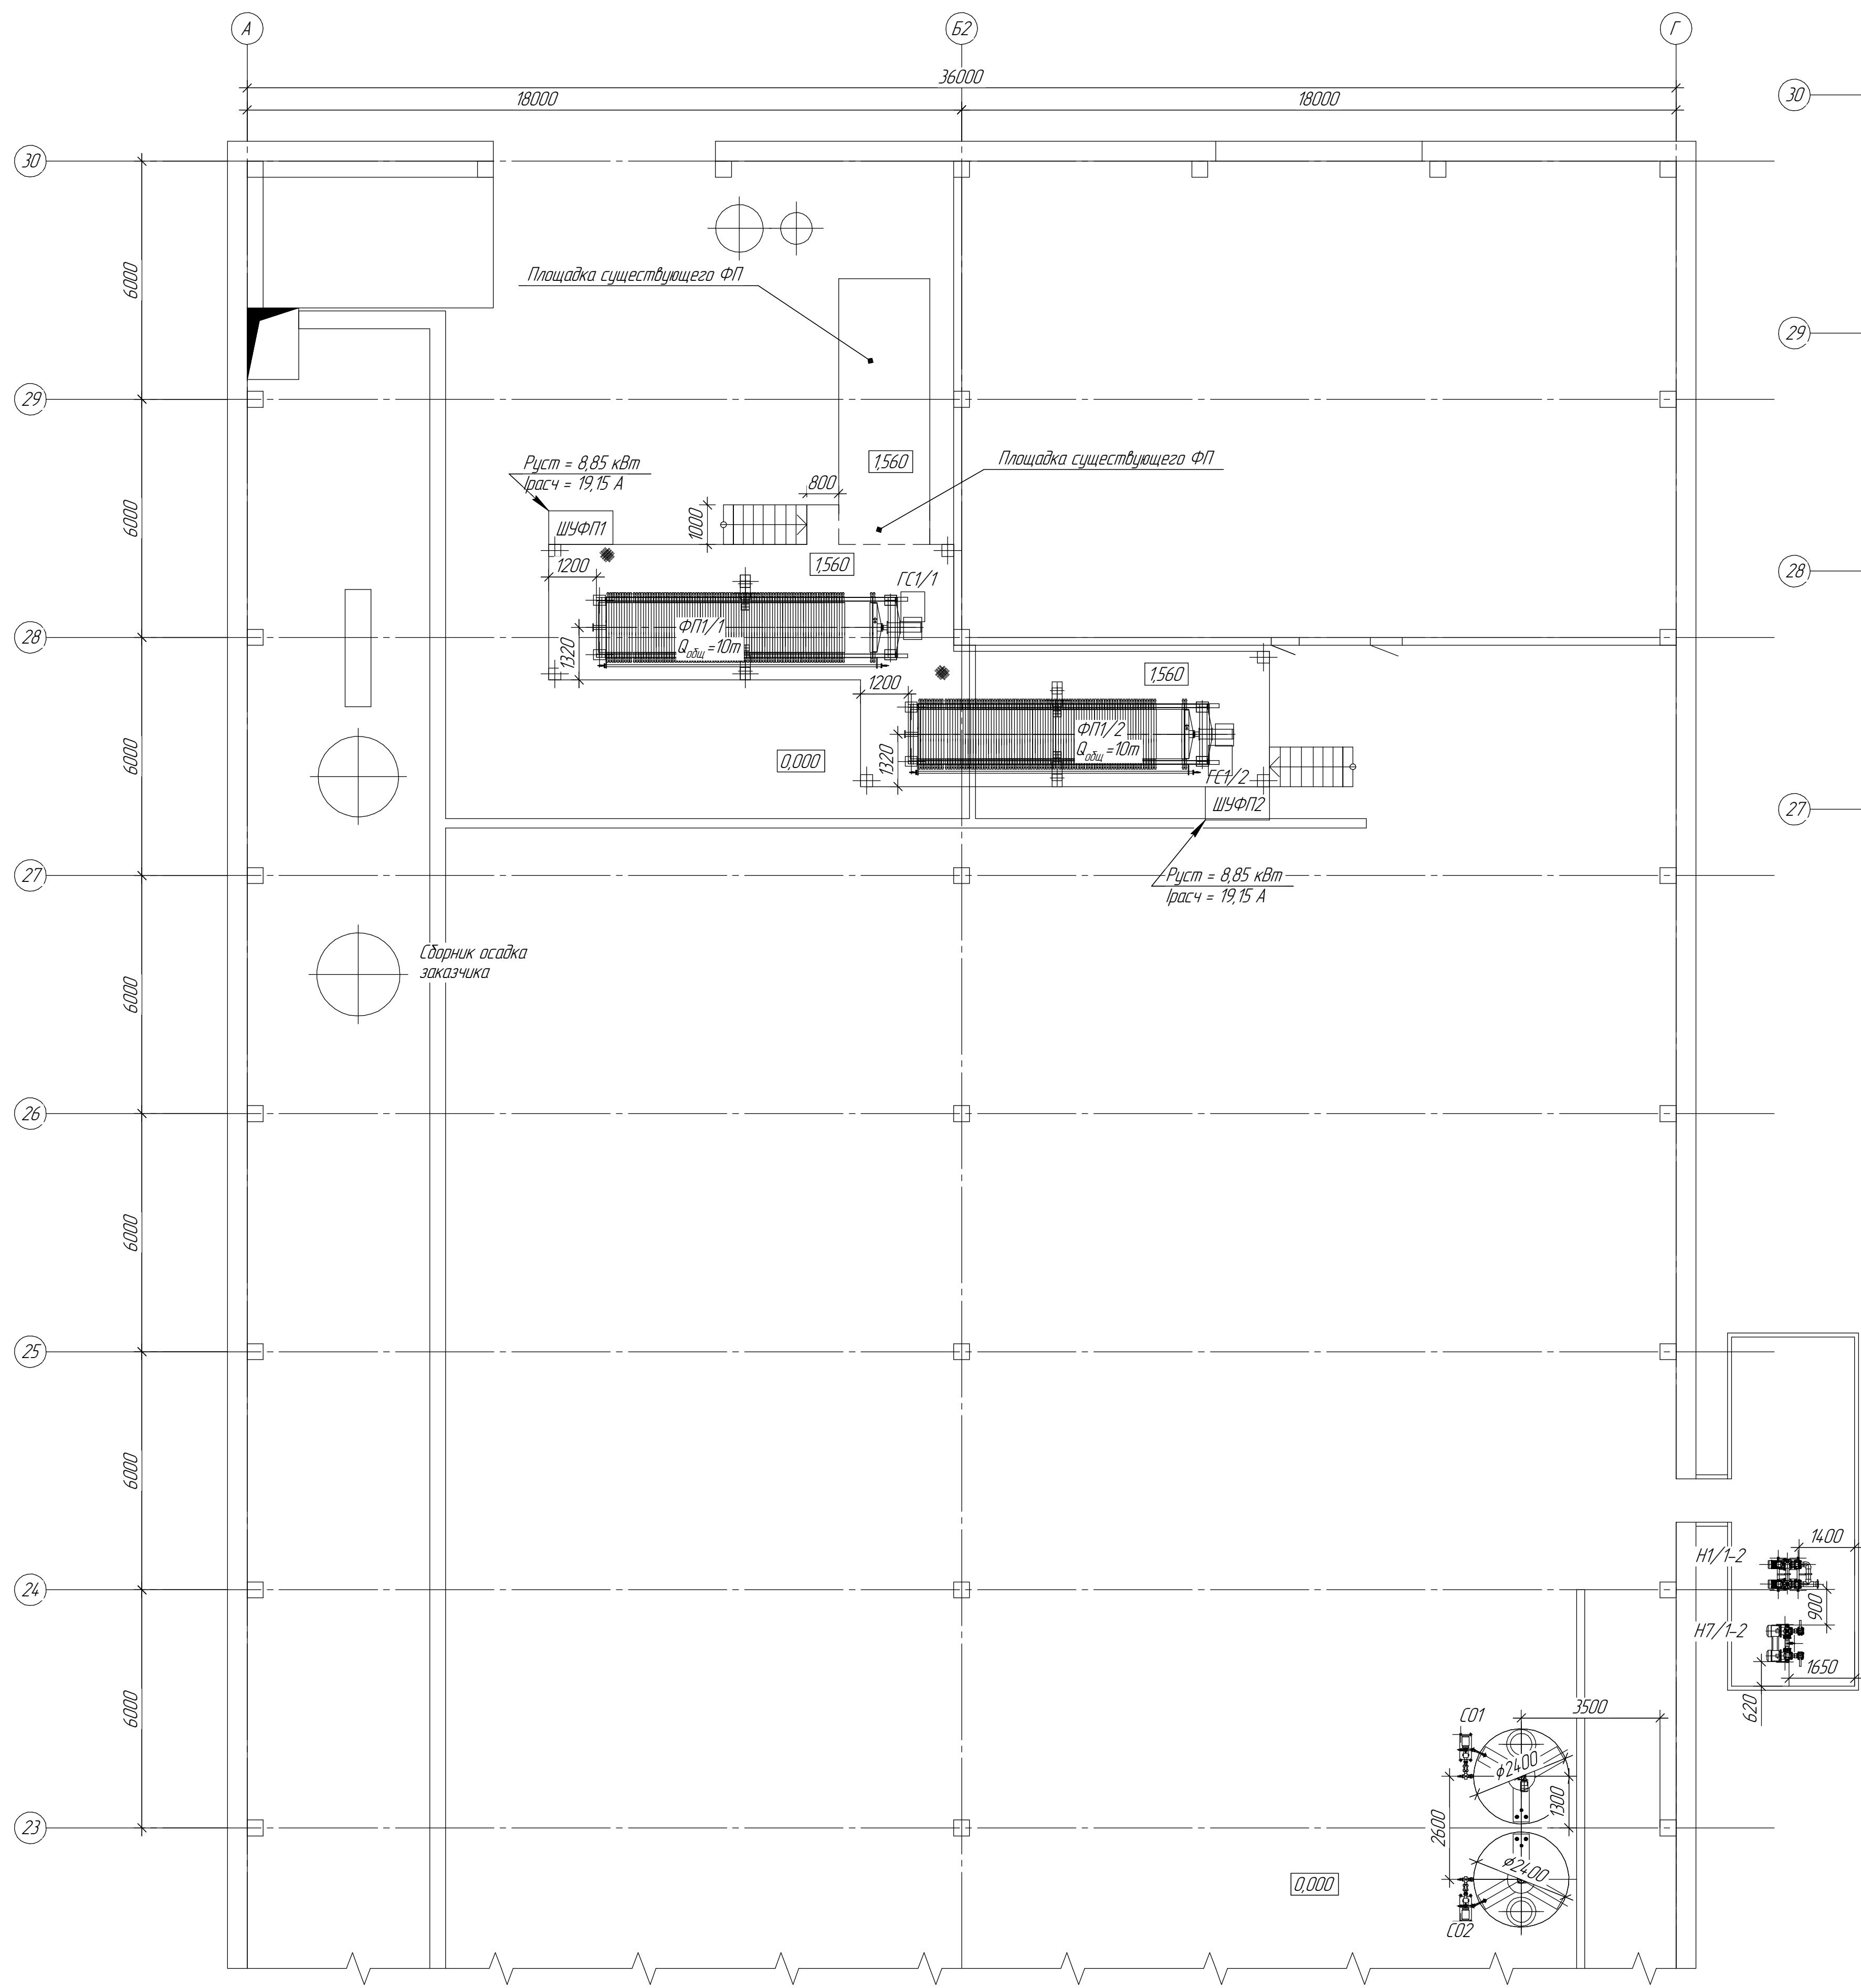 А
Б2
Г
36000
18000
18000
30
30
6000
Площадка существующего ФП
29
29
Руст = 8,85 кВт
Iрасч = 19,15 А
1,560
Площадка существующего ФП
800
6000
1000
ШУФП1
1,560
1200
ГС1/1
28
28
ФП1/1
Qобщ =10т
1320
1,560
1200
ФП1/2
Qобщ =10т
6000
0,000
1320
ГС1/2
ШУФП2
27
27
Руст = 8,85 кВт
Iрасч = 19,15 А
Сборник осадка
заказчика
6000
26
6000
25
6000
1400
Н1/1-2
24
900
Н7/1-2
1650
620
6000
3500
СО1
ϕ2400
1300
2600
23
ϕ2400
0,000
СО2